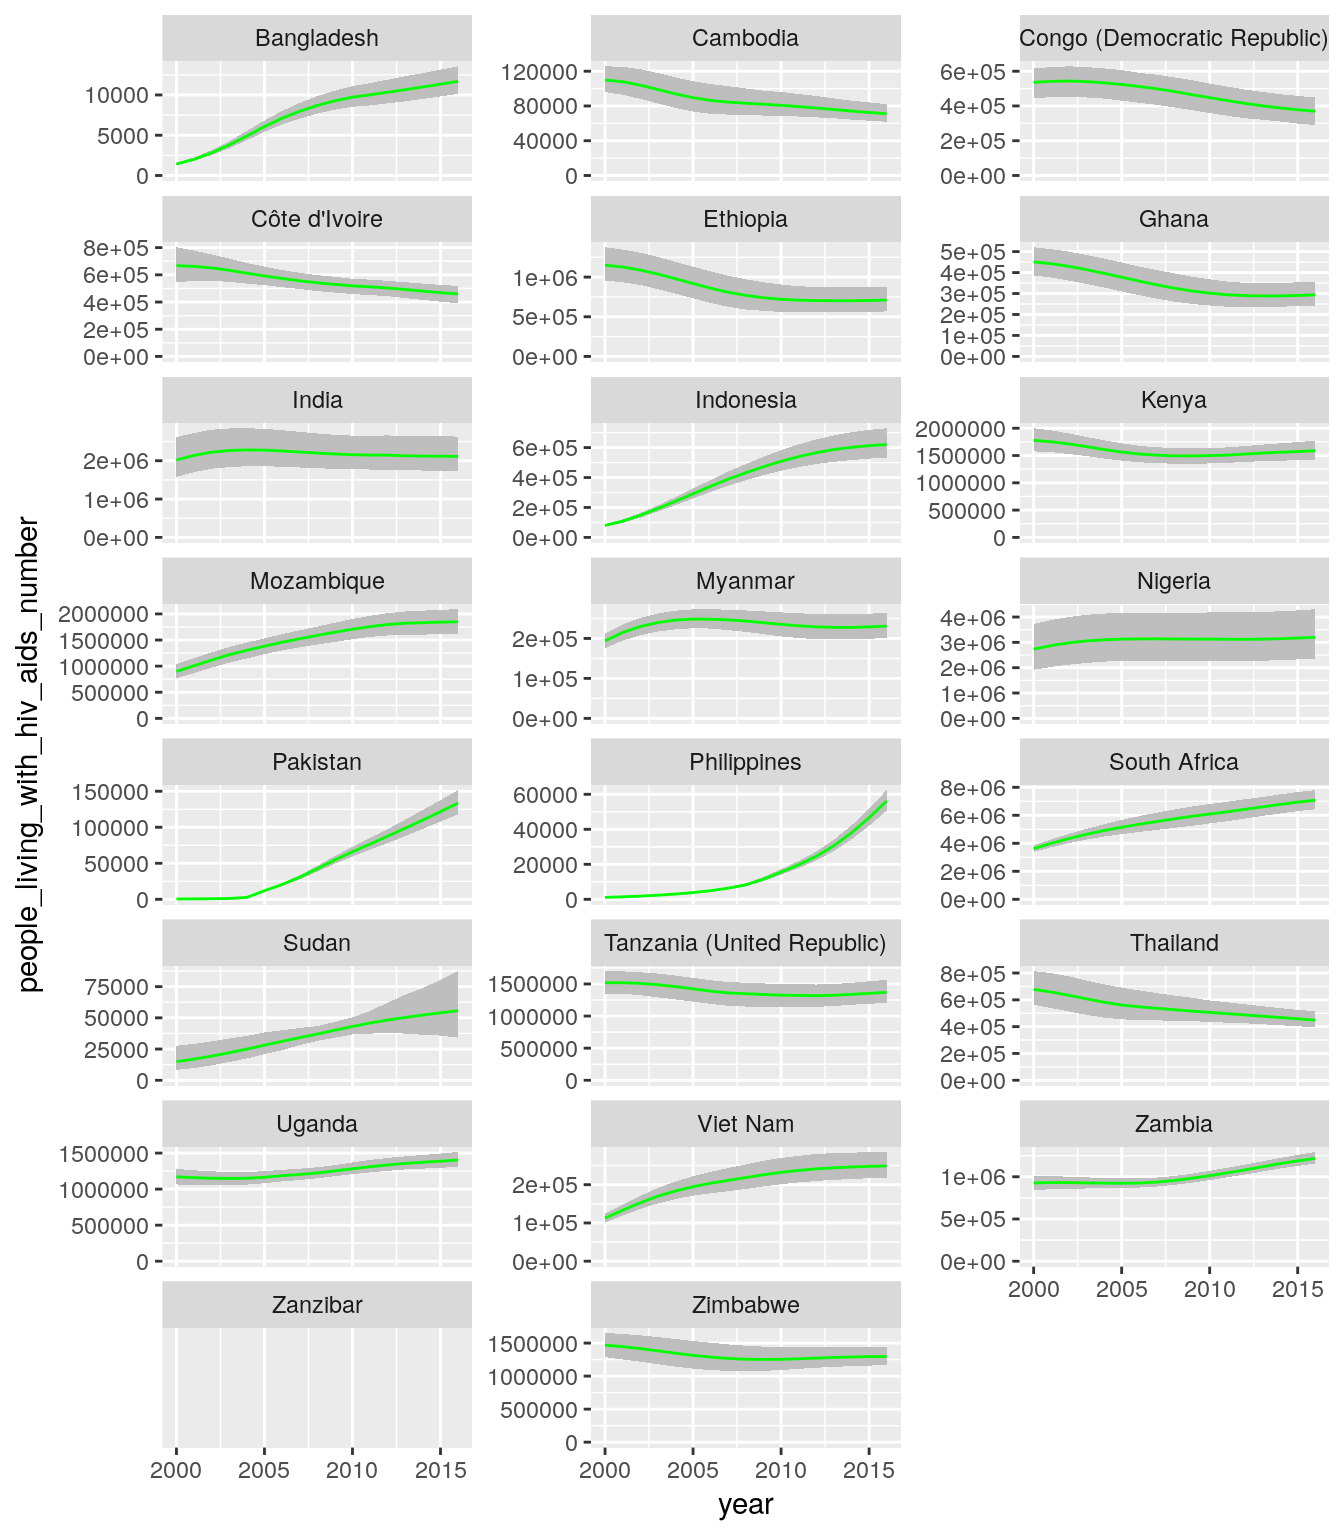 Bangladesh
Cambodia
Congo (Democratic Republic)
10000
5000
0
120000
80000
40000
0
6e+05
4e+05
2e+05
0e+00
Côte d'Ivoire
Ethiopia
Ghana
8e+05
6e+05
4e+05
2e+05
0e+00
1e+06
5e+05
0e+00
5e+05
4e+05
3e+05
2e+05
1e+05
0e+00
India
Indonesia
Kenya
2e+06
1e+06
0e+00
6e+05
4e+05
2e+05
0e+00
2000000
1500000
1000000
500000
0
Mozambique
Myanmar
Nigeria
2000000
1500000
1000000
500000
0
2e+05
1e+05
0e+00
4e+06
3e+06
2e+06
1e+06
0e+00
people_living_with_hiv_aids_number
Pakistan
Philippines
South Africa
150000
100000
50000
0
60000
40000
20000
0
8e+06
6e+06
4e+06
2e+06
0e+00
Sudan
Tanzania (United Republic)
Thailand
75000
50000
25000
0
1500000
1000000
500000
0
8e+05
6e+05
4e+05
2e+05
0e+00
Uganda
Viet Nam
Zambia
1500000
1000000
500000
0
2e+05
1e+05
0e+00
1e+06
5e+05
0e+00
2000 2005 2010 2015
Zanzibar
Zimbabwe
1500000
1000000
500000
0
2000 2005 2010 2015
2000 2005 2010 2015
year